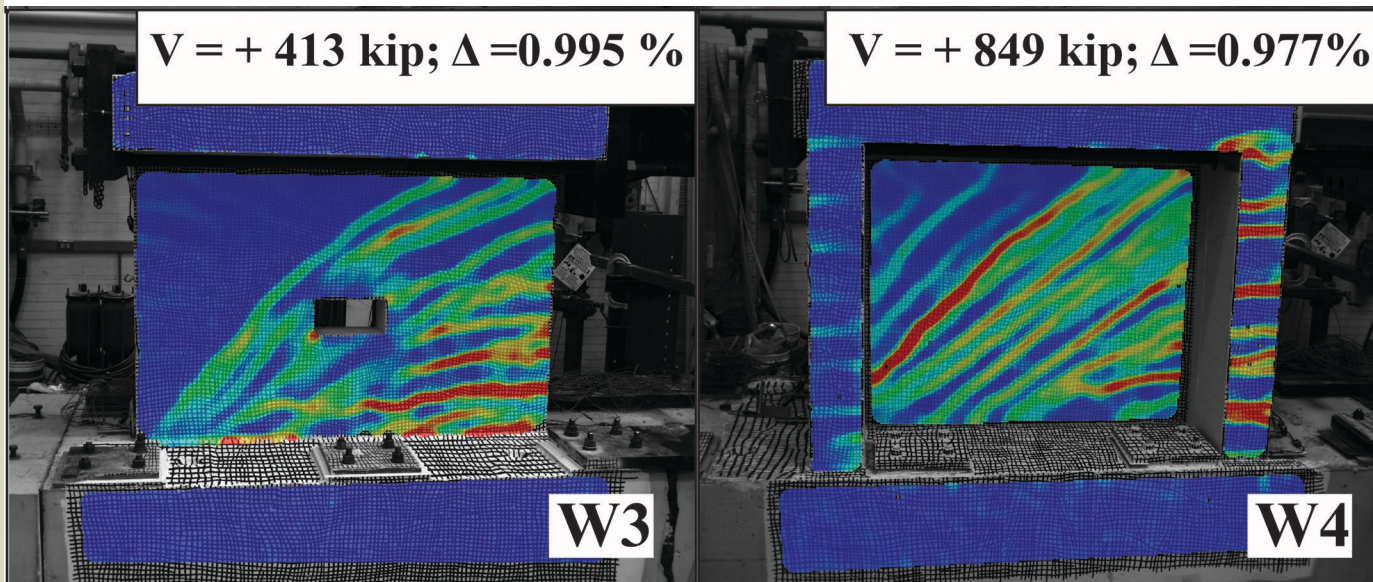 V = + 413 kip; Δ =0.995 %
V = + 849 kip; Δ =0.977%
W3
W4